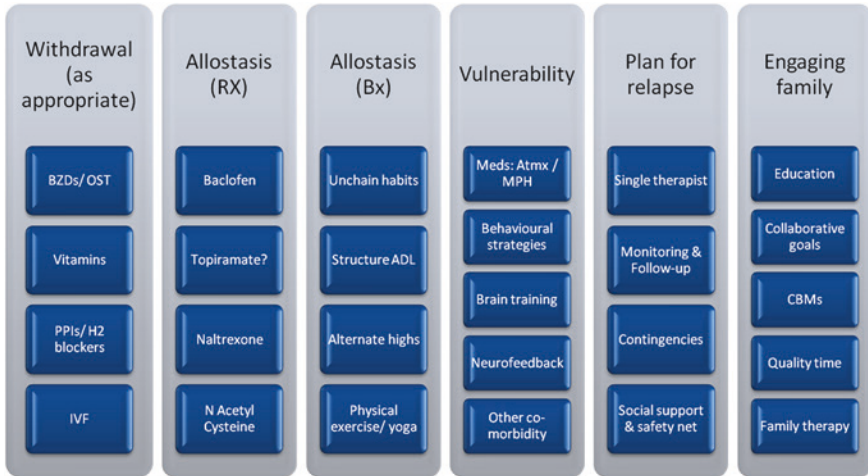 Withdrawal
(as
appropriate)
BZDs/ OST
Vitamins
PPIs/ H2
blockers
IVF
Allostasis
(RX)
Baclofen
Topiramate?
Naltrexone
N Acetyl
Cysteine
Allostasis
(Bx)
Unchain habits
Structure ADL
Alternate highs
Physical
exercise/ yoga
Vulnerability
Meds: Atmx /
MPH
Behavioural
strategies
Brain training
Neurofeedback
Other co-
morbidity
Plan for
relapse
Single therapist
Monitoring &
Follow-up
Contingencies
Social support
& safety net
Engaging
family
Education
Collaborative
goals
CBMs
Quality time
Family therapy